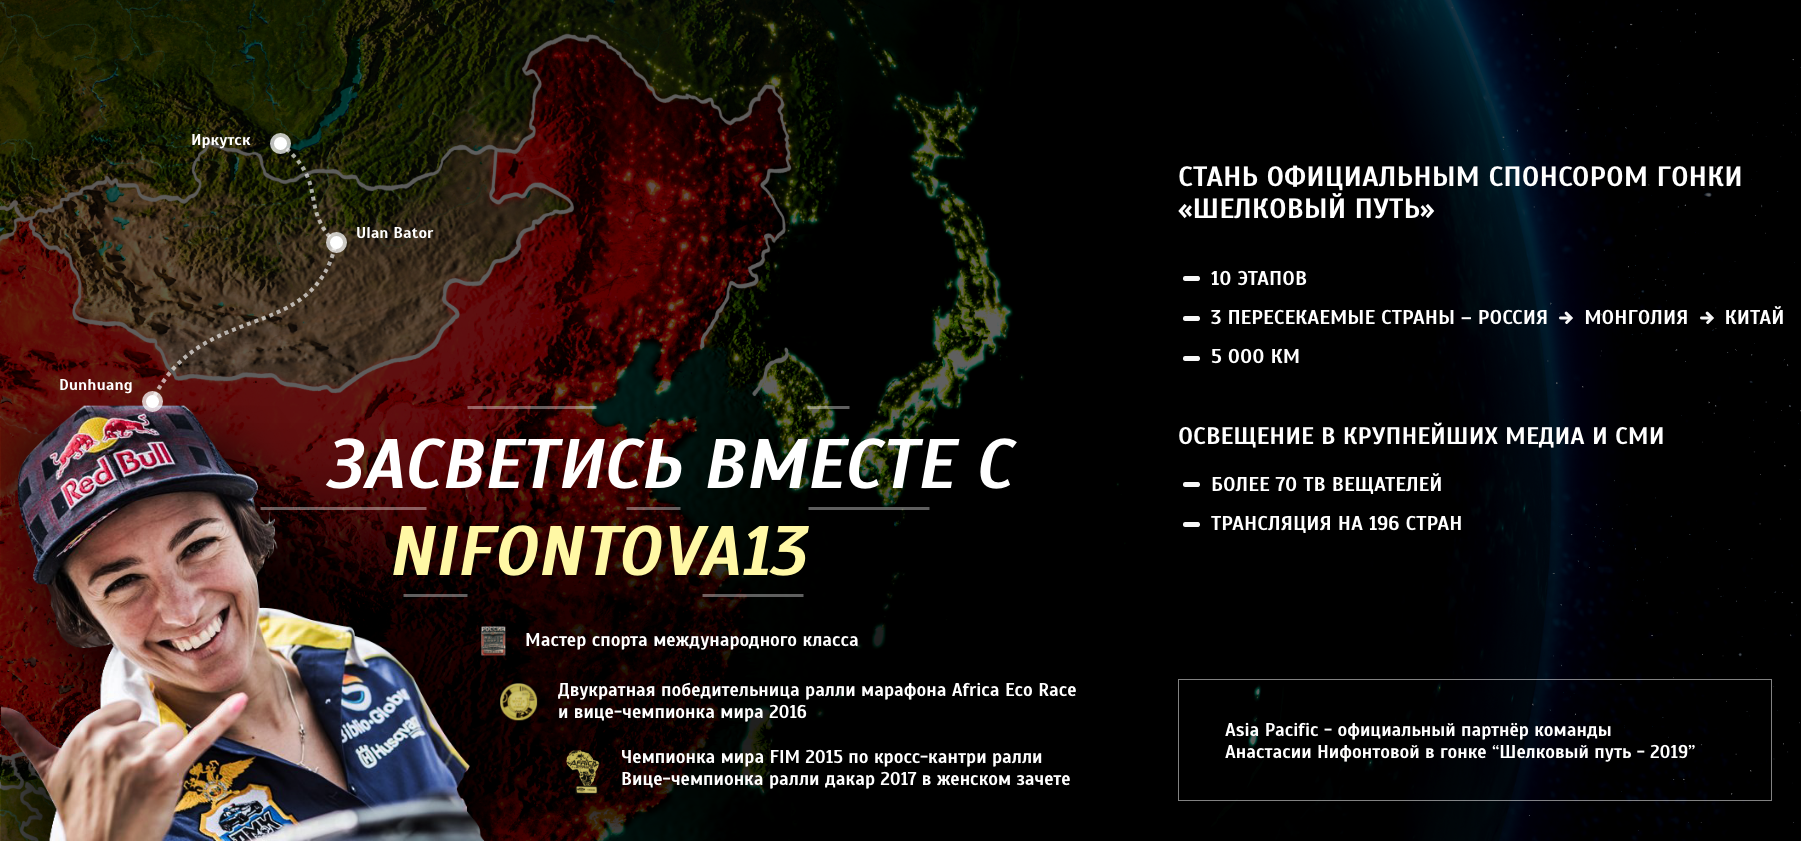 Иркутск
Ulan Bator
Dunhuang
Red Bull
ЗАСВЕТИСЬ ВМЕСТЕ С
NIFONTOVA13
РОССИЯ
Мастер спорта международного класса
Двукратная победительница ралли марафона Africa Eco Race
и вице-чемпионка мира 2016
AFRICA
Чемпионка мира FIM 2015 по кросс-кантри ралли
Вице-чемпионка ралли дакар 2017 в женском зачете
СТАНЬ ОФИЦИАЛЬНЫМ СПОНСОРОМ ГОНКИ
«ШЕЛКОВЫЙ ПУТЬ»
10 ЭТАПОВ
3 ПЕРЕСЕКАЕМЫЕ СТРАНЫ – РОССИЯ → МОНГОЛИЯ → КИТАЙ
5 000 КМ
ОСВЕЩЕНИЕ В КРУПНЕЙШИХ МЕДИА И СМИ
БОЛЕЕ 70 ТВ ВЕЩАТЕЛЕЙ
ТРАНСЛЯЦИЯ НА 196 СТРАН
Asia Pacific - официальный партнёр команды
Анастасии Нифонтовой в гонке “Шелковый путь - 2019”